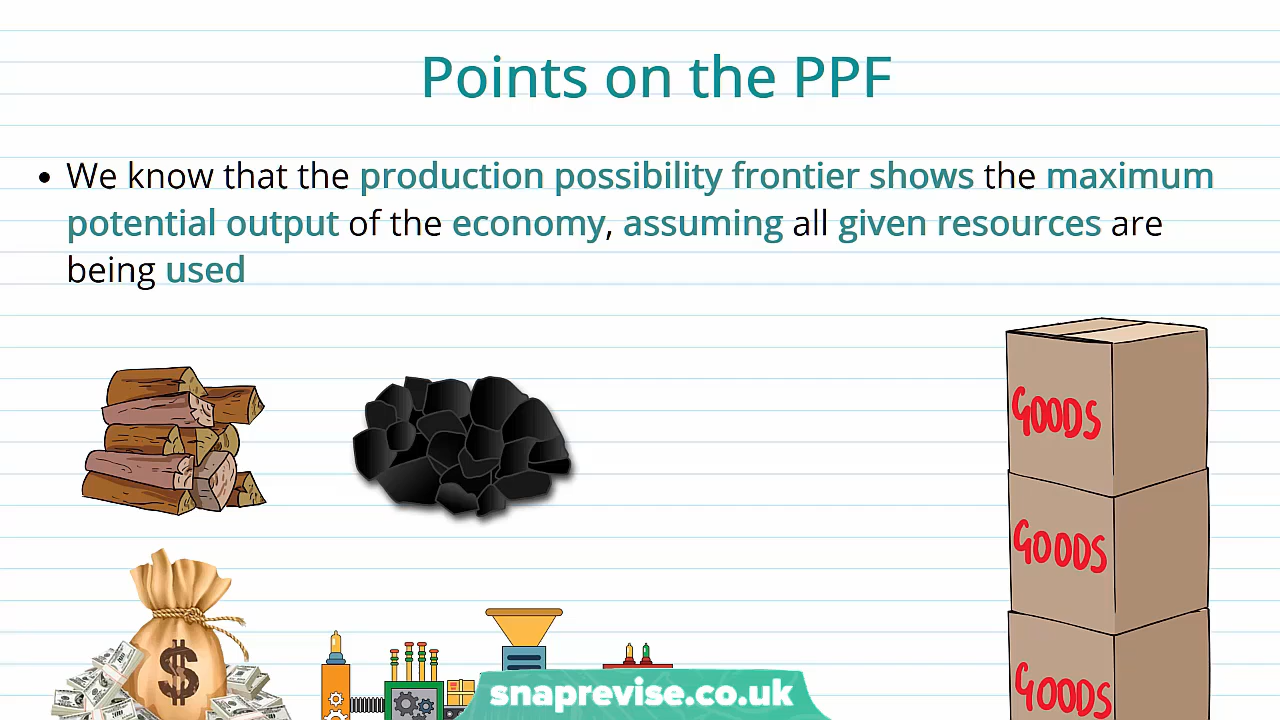 Points on the PPF
• We know that the production possibility frontier shows the maximum
potential output of the economy, assuming all given resources are
being used
GOODS
GOODS
GOODS
$
snaprevise.co.uk